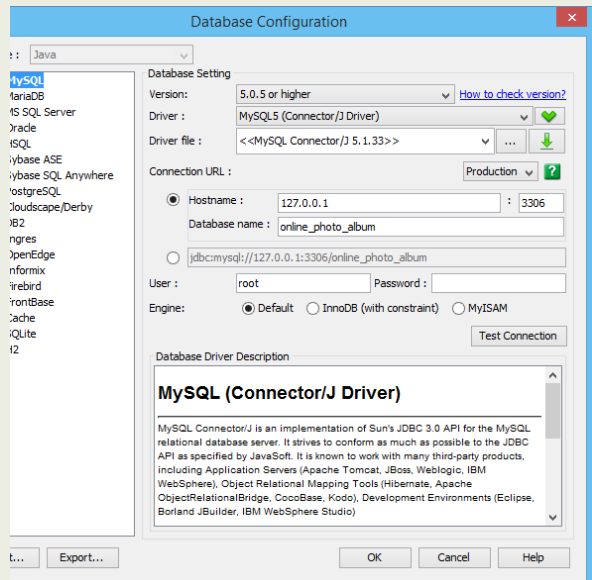 Database Configuration
e : Java
MySQL
MariaDB
MS SQL Server
Oracle
HSQL
Sybase ASE
Sybase SQL Anywhere
PostgreSQL
Cloudscape/Derby
DB2
Ingres
OpenEdge
Informix
Firebird
FrontBase
Cache
SQLite
H2
Database Setting
Version: 5.0.5 or higher How to check version?
Driver : MySQL5 (Connector/J Driver)
Driver file : <<MySQL Connector/J 5.1.33>> ...
Connection URL : Production ?
Hostname : 127.0.0.1 : 3306
Database name : online_photo_album
jdbc:mysql://127.0.0.1:3306/online_photo_album
User : root Password :
Engine: Default InnoDB (with constraint) MyISAM
Test Connection
Database Driver Description
MySQL (Connector/J Driver)
MySQL Connector/J is an implementation of Sun's JDBC 3.0 API for the MySQL
relational database server. It strives to conform as much as possible to the JDBC
API as specified by JavaSoft. It is known to work with many third-party products,
including Application Servers (Apache Tomcat, JBoss, Weblogic, IBM
WebSphere), Object Relational Mapping Tools (Hibernate, Apache
ObjectRelationalBridge, CocoBase, Kodo), Development Environments (Eclipse,
Borland JBuilder, IBM WebSphere Studio)
t... Export... OK Cancel Help